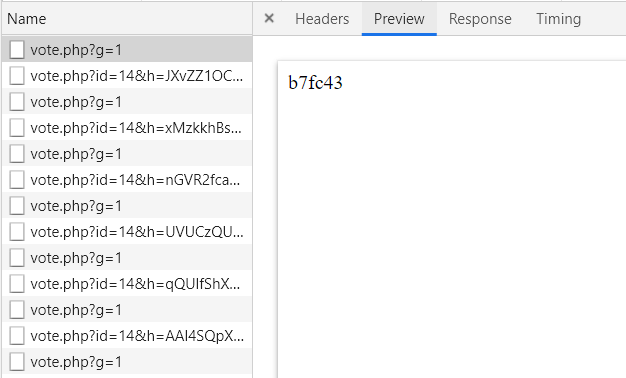 Name
× Headers Preview Response Timing
vote.php?g=1
vote.php?id=14&h=JXvZZ1OC...
vote.php?g=1
vote.php?id=14&h=xMzkkhBs...
vote.php?g=1
vote.php?id=14&h=nGVR2fca...
vote.php?g=1
vote.php?id=14&h=UVUCzQU...
vote.php?g=1
vote.php?id=14&h=qQUIfShX...
vote.php?g=1
vote.php?id=14&h=AAI4SQpX...
vote.php?g=1
b7fc43